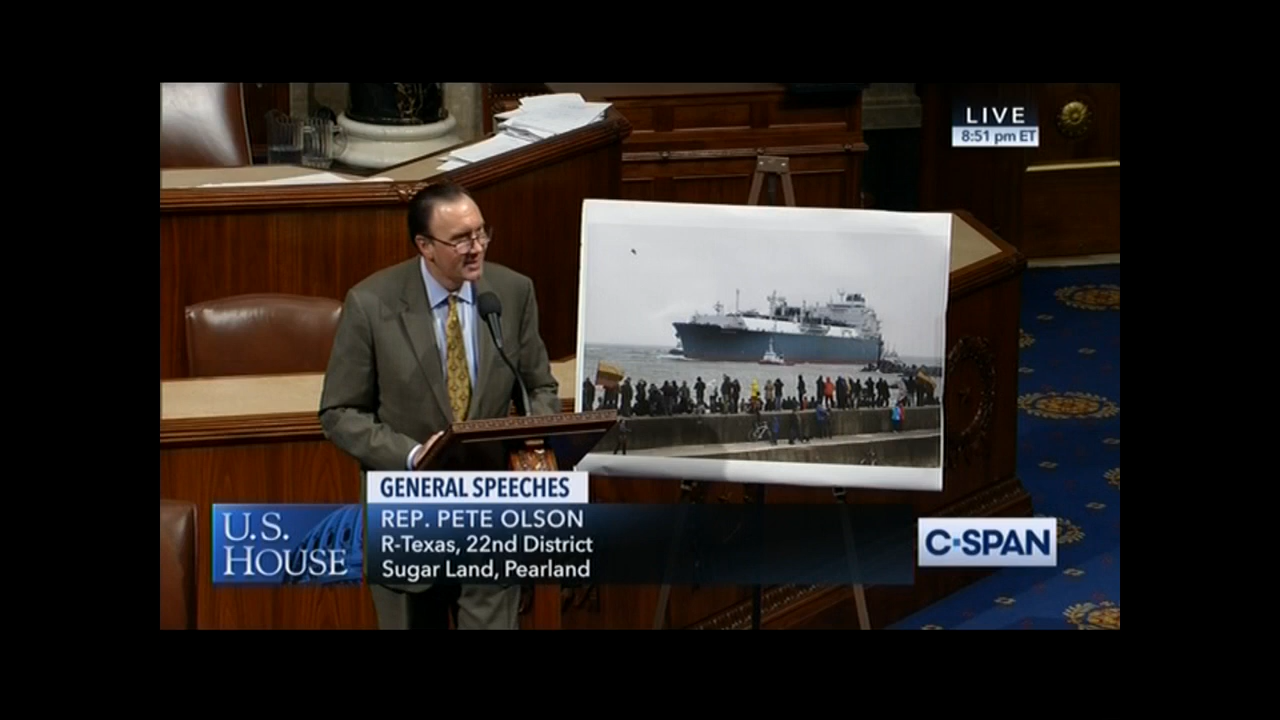 LIVE
8:51 pm ET
GENERAL SPEECHES
U.S.
HOUSE
REP. PETE OLSON
R-Texas, 22nd District
Sugar Land, Pearland
C-SPAN